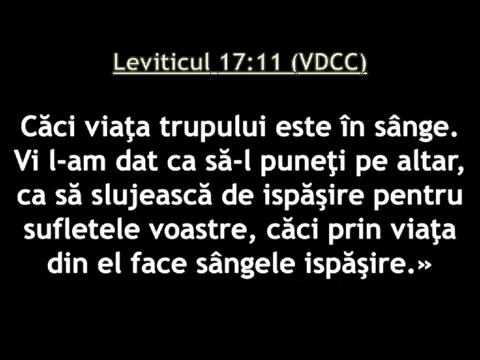 Leviticul 17:11 (VDCC)
Căci viaţa trupului este în sânge.
Vi l-am dat ca să-l puneţi pe altar,
ca să slujească de ispăşire pentru
sufletele voastre, căci prin viaţa
din el face sângele ispăşire.»